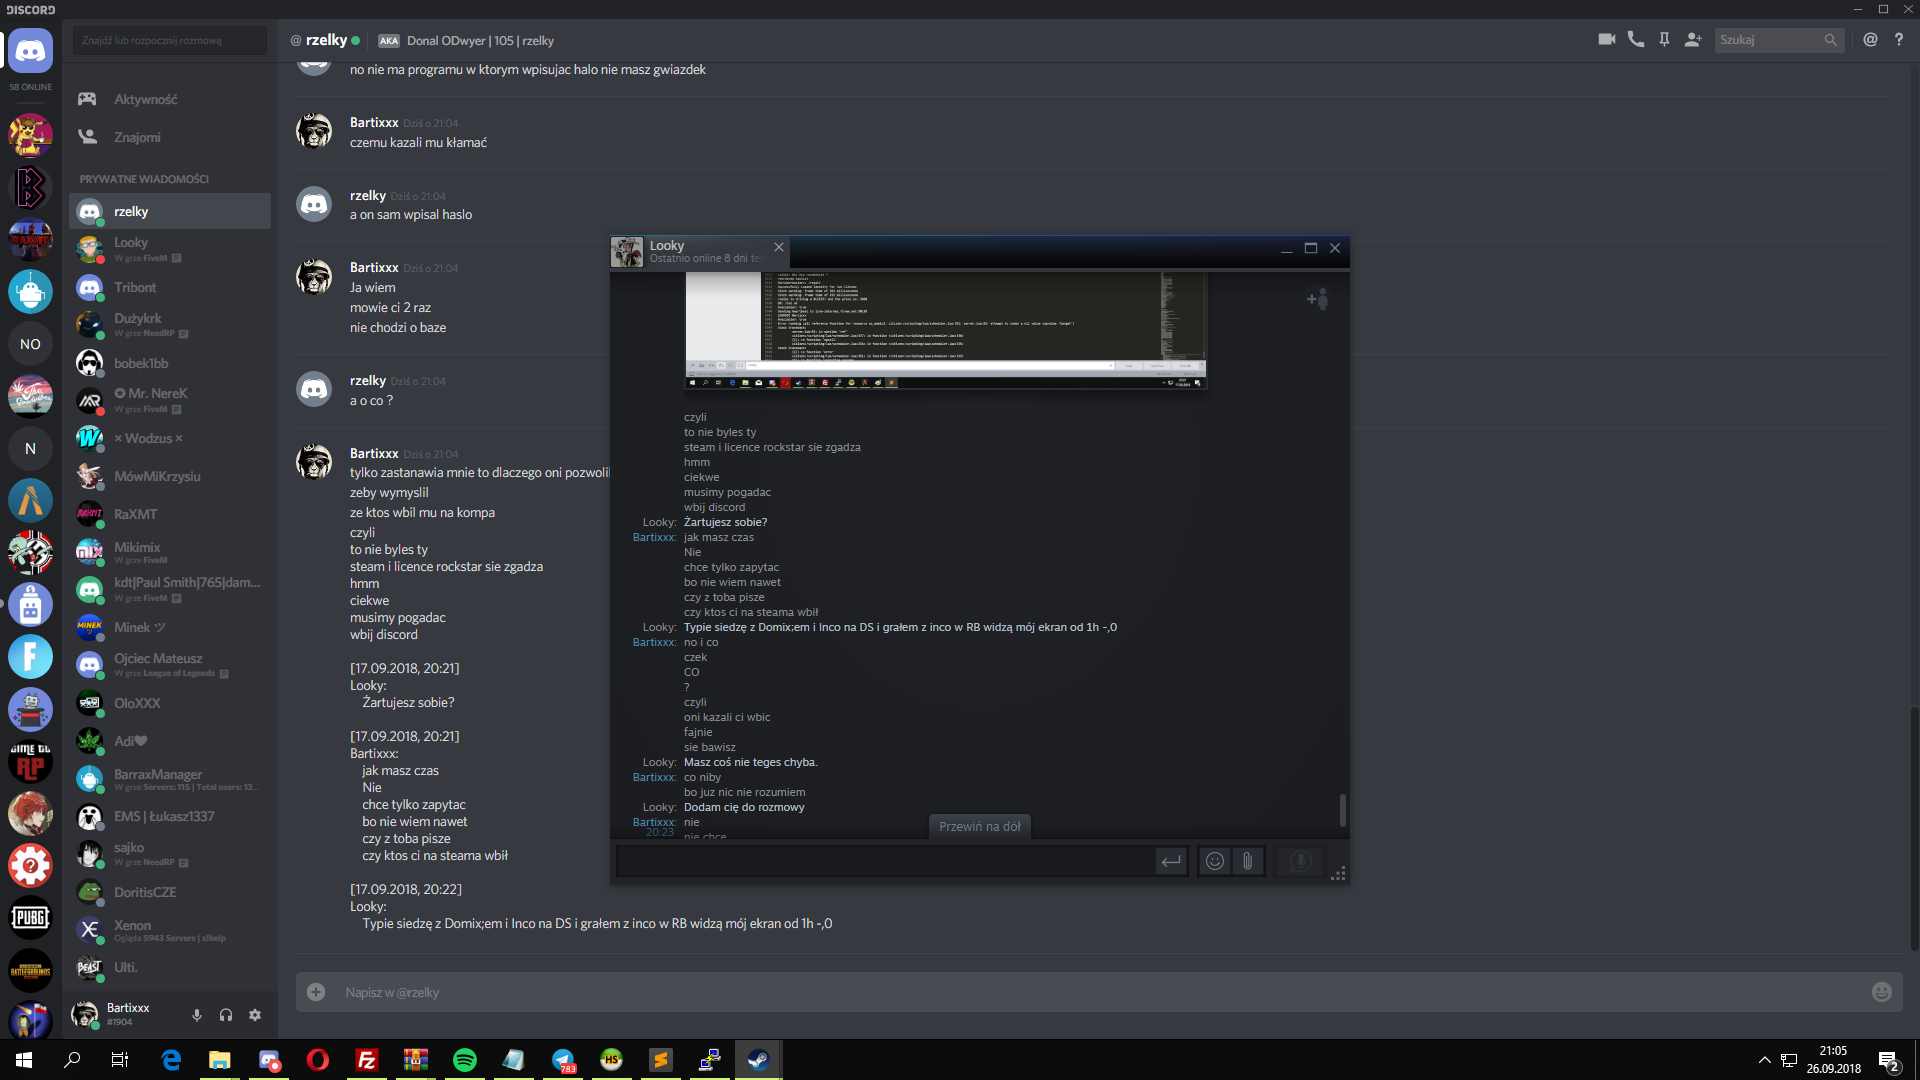 DISCORD
Znajdź lub rozpocznij rozmowę
@ rzelky
AKA Donal ODwyer | 105 | rzelky
Szukaj
58 ONLINE
Aktywność
Znajomi
PRYWATNE WIADOMOŚCI
rzelky
Looky
W grze FiveM
Tribont
Dużykrk
W grze NeedRP
NO
bobek1bb
✪ Mr. NereK
W grze FiveM
N
× Wodzus ×
MówMiKrzysiu
RaXMT
Mikimix
W grze FiveM
kdt|Paul Smith|765|dam...
W grze FiveM
Minek ツ
Ojciec Mateusz
W grze League of Legends
OloXXX
Adi🖤
BarraxManager
W grze Servers: 115 | Total users: 13...
EMS | Łukasz1337
sajko
W grze NeedRP
DoritisCZE
Xenon
Ogląda 5943 Servers | x!help
Ulti.
Bartixxx
#1904
no nie ma programu w ktorym wpisujac halo nie masz gwiazdek
Bartixxx Dziś o 21:04
czemu kazali mu kłamać
rzelky Dziś o 21:04
a on sam wpisal haslo
Bartixxx Dziś o 21:04
Ja wiem
mowie ci 2 raz
nie chodzi o baze
rzelky Dziś o 21:04
a o co ?
Bartixxx Dziś o 21:04
tylko zastanawia mnie to dlaczego oni pozwolil
zeby wymyslil
ze ktos wbil mu na kompa
czyli
to nie byles ty
steam i licence rockstar sie zgadza
hmm
ciekwe
musimy pogadac
wbij discord
[17.09.2018, 20:21]
Looky:
Żartujesz sobie?
[17.09.2018, 20:21]
Bartixxx:
jak masz czas
Nie
chce tylko zapytac
bo nie wiem nawet
czy z toba pisze
czy ktos ci na steama wbił
[17.09.2018, 20:22]
Looky:
Typie siedzę z Domix;em i Inco na DS i grałem z inco w RB widzą mój ekran od 1h -,0
Napisz w @rzelky
Looky
Ostatnio online 8 dni te
czyli
to nie byles ty
steam i licence rockstar sie zgadza
hmm
ciekwe
musimy pogadac
wbij discord
Looky: Żartujesz sobie?
Bartixxx: jak masz czas
Nie
chce tylko zapytac
bo nie wiem nawet
czy z toba pisze
czy ktos ci na steama wbił
Looky: Typie siedzę z Domix;em i Inco na DS i grałem z inco w RB widzą mój ekran od 1h -,0
Bartixxx: no i co
czek
CO
?
czyli
oni kazali ci wbic
fajnie
sie bawisz
Looky: Masz coś nie teges chyba.
Bartixxx: co niby
bo juz nic nie rozumiem
Looky: Dodam cię do rozmowy
Bartixxx: nie
20:23 nie chce
Przewiń na dół
F
RAXMT
MIX
MINEK
BEAST
TIME TO
RP
PUBG
BATTLEGROUNDS
783
HS
21:05
26.09.2018
2